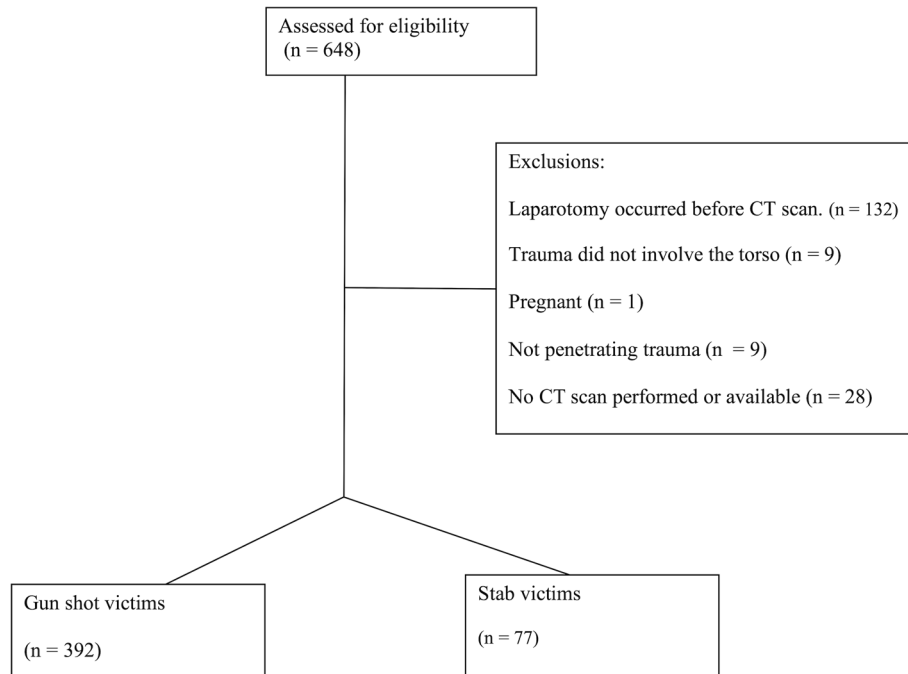 Assessed for eligibility
(n = 648)
Exclusions:
Laparotomy occurred before CT scan. (n = 132)
Trauma did not involve the torso (n = 9)
Pregnant (n = 1)
Not penetrating trauma (n = 9)
No CT scan performed or available (n = 28)
Gun shot victims
(n = 392)
Stab victims
(n = 77)